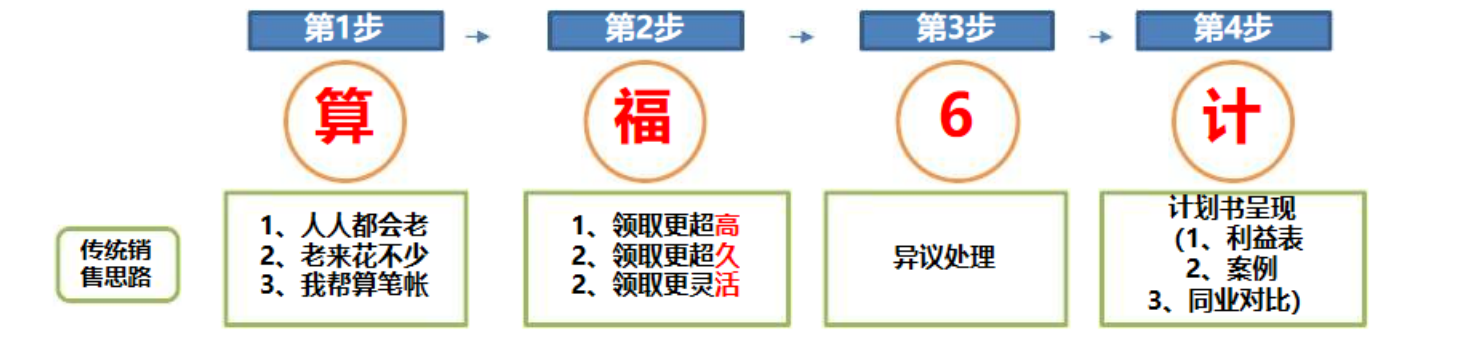 第1步
第2步
第3步
第4步
算
福
6
计
传统销
售思路
1、人人都会老
2、老来花不少
3、我帮算笔帐
1、领取更超高
2、领取更超久
2、领取更灵活
异议处理
计划书呈现
（1、利益表
2、案例
3、同业对比)